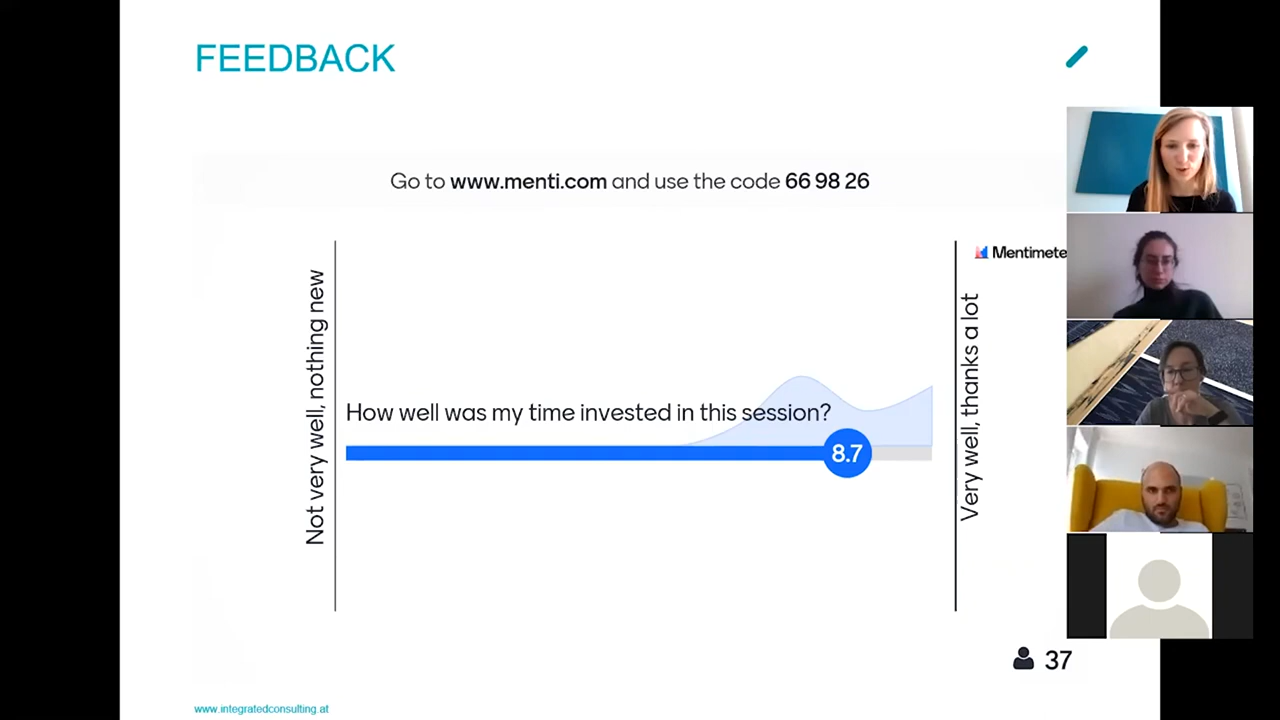 FEEDBACK
Go to www.menti.com and use the code 66 98 26
Mentimete
Not very well, nothing new
How well was my time invested in this session?
8.7
Very well, thanks a lot
37
www.integratedconsulting.at